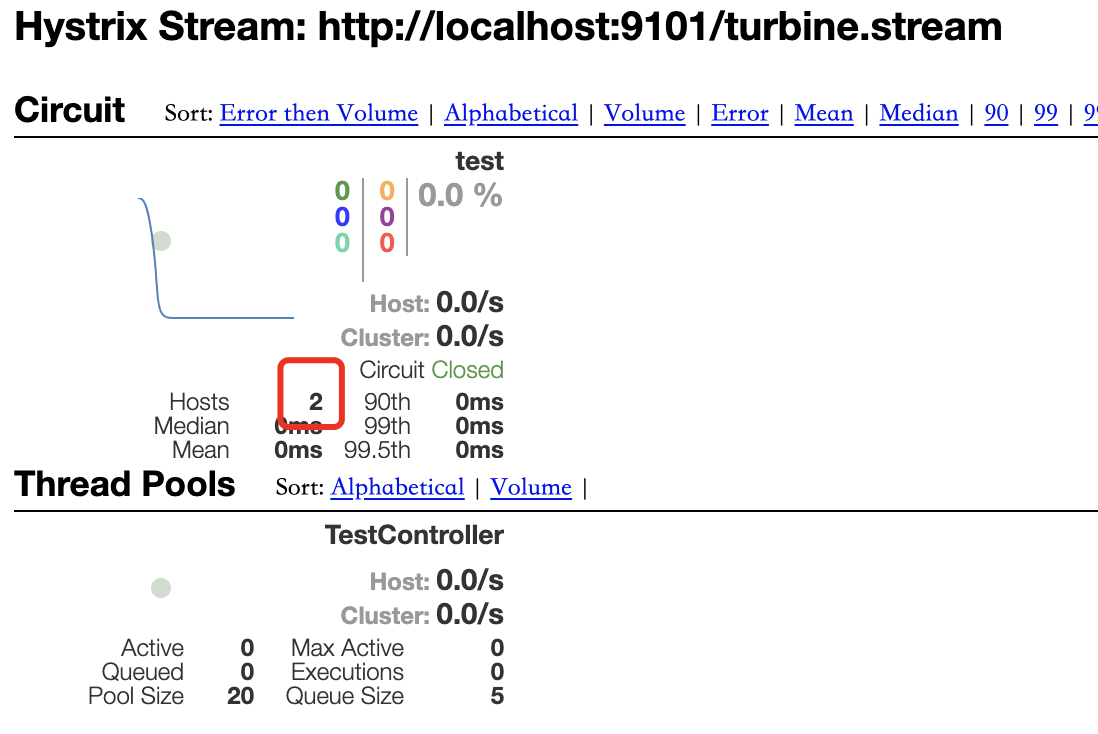 Hystrix Stream: http://localhost:9101/turbine.stream
Circuit Sort: Error then Volume | Alphabetical | Volume | Error | Mean | Median | 90 | 99 | 99
test
0 0 0.0 %
0 0
0 0
Host: 0.0/s
Cluster: 0.0/s
Circuit Closed
Hosts 2 90th 0ms
Median 0ms 99th 0ms
Mean 0ms 99.5th 0ms
Thread Pools Sort: Alphabetical | Volume |
TestController
Host: 0.0/s
Cluster: 0.0/s
Active 0 Max Active 0
Queued 0 Executions 0
Pool Size 20 Queue Size 5